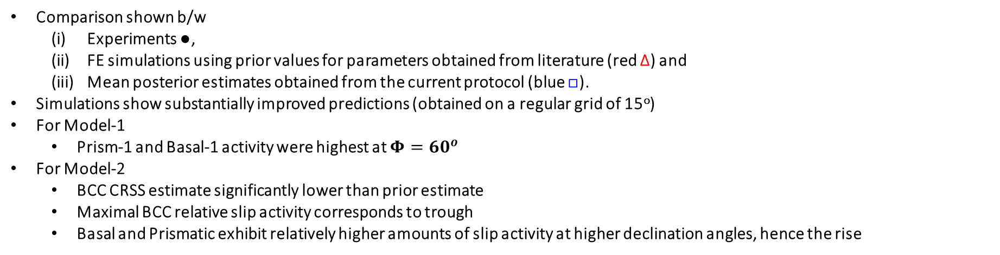 • Comparison shown b/w
(i) Experiments ●,
(ii) FE simulations using prior values for parameters obtained from literature (red Δ) and
(iii) Mean posterior estimates obtained from the current protocol (blue □).
• Simulations show substantially improved predictions (obtained on a regular grid of 15º)
• For Model-1
• Prism-1 and Basal-1 activity were highest at Φ = 60º
• For Model-2
• BCC CRSS estimate significantly lower than prior estimate
• Maximal BCC relative slip activity corresponds to trough
• Basal and Prismatic exhibit relatively higher amounts of slip activity at higher declination angles, hence the rise